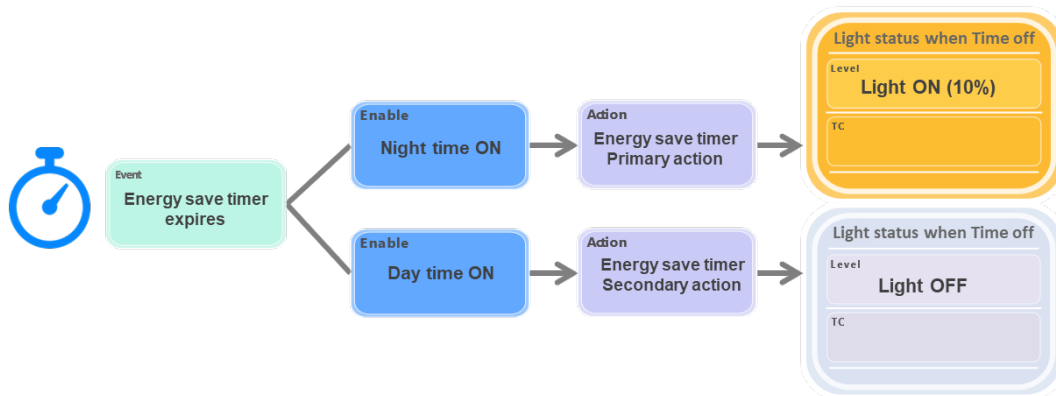 Event
Energy save timer
expires
Enable
Night time ON
Action
Energy save timer
Primary action
Light status when Time off
Level
Light ON (10%)
TC
Enable
Day time ON
Action
Energy save timer
Secondary action
Light status when Time off
Level
Light OFF
TC